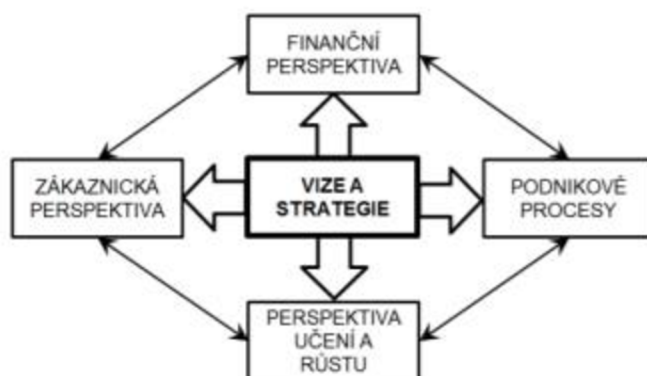 FINANČNÍ
PERSPEKTIVA
ZÁKAZNICKÁ
PERSPEKTIVA
VIZE A
STRATEGIE
PODNIKOVÉ
PROCESY
PERSPEKTIVA
UČENÍ A
RŮSTU